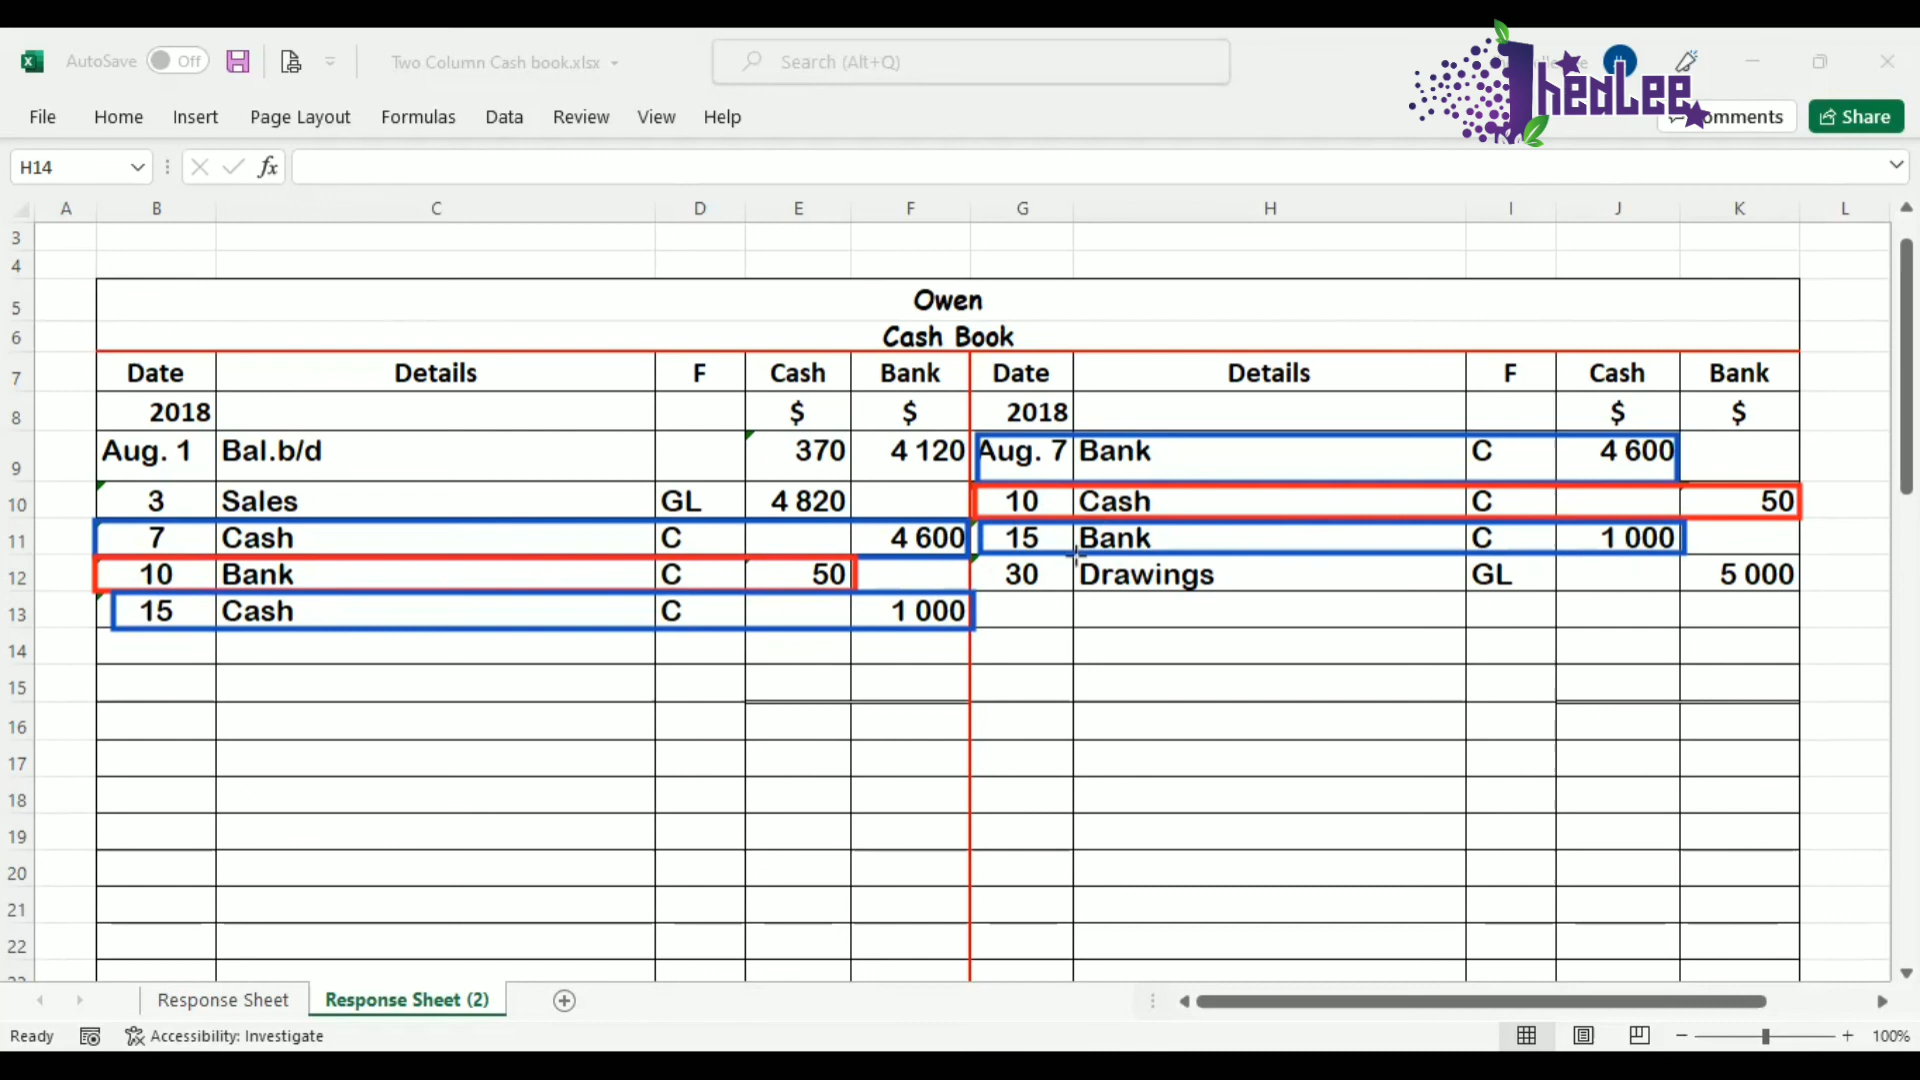 AutoSave Off Two Column Cash book.xlsx Search (Alt+Q)
ThedLee
File Home Insert Page Layout Formulas Data Review View Help omments Share
H14 fx
A B C D E F G H I J K L
3
4
5 Owen
6 Cash Book
7 Date Details F Cash Bank Date Details F Cash Bank
8 2018 $ $ 2018 $ $
9 Aug. 1 Bal.b/d 370 4 120 Aug. 7 Bank C 4 600
10 3 Sales GL 4 820 10 Cash C 50
11 7 Cash C 4 600 15 Bank C 1 000
12 10 Bank C 50 30 Drawings GL 5 000
13 15 Cash C 1 000
14
15
16
17
18
19
20
21
22
Response Sheet Response Sheet (2)
Ready Accessibility: Investigate 100%